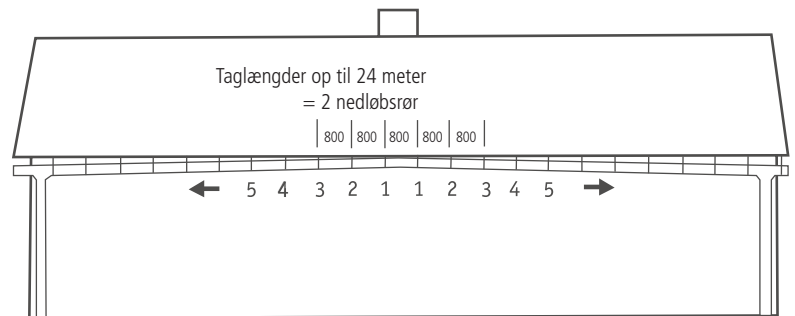 Taglængder op til 24 meter
= 2 nedløbsrør
800 800 800 800 800
5 4 3 2 1 1 2 3 4 5